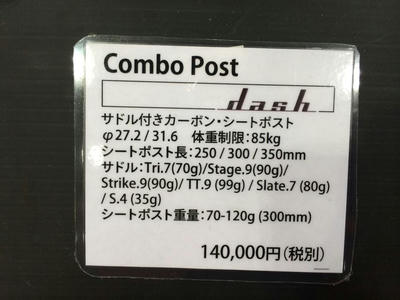 Combo Post
dash
サドル付きカーボン・シートポスト
φ27.2 / 31.6 体重制限：85kg
シートポスト長：250 / 300 / 350mm
サドル：Tri.7(70g)/Stage.9(90g)/
Strike.9(90g)/ TT.9 (99g) / Slate.7 (80g)
/ S.4 (35g)
シートポスト重量：70-120g (300mm)
140,000円（税別）